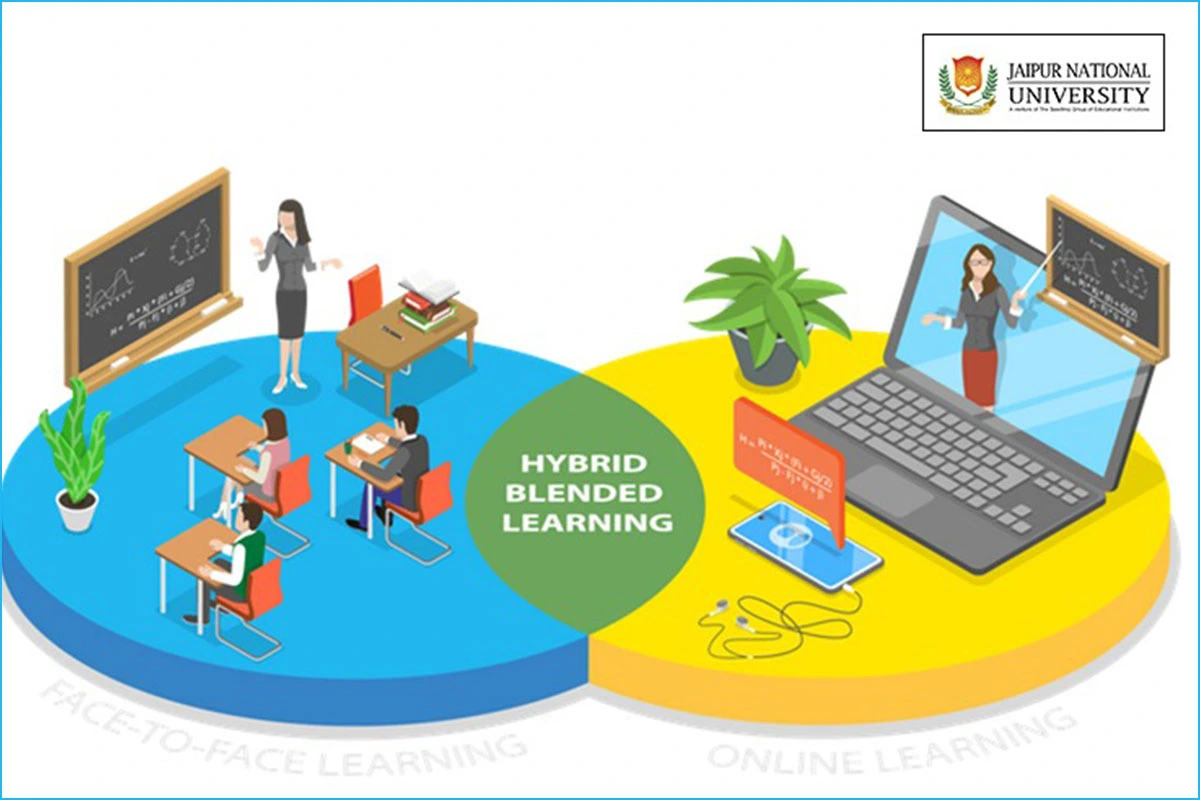 JAIPUR NATIONAL
UNIVERSITY
A venture of The Seedling Group of Educational Institutions
HYBRID
BLENDED
LEARNING
FACE-TO-FACE LEARNING
ONLINE LEARNING